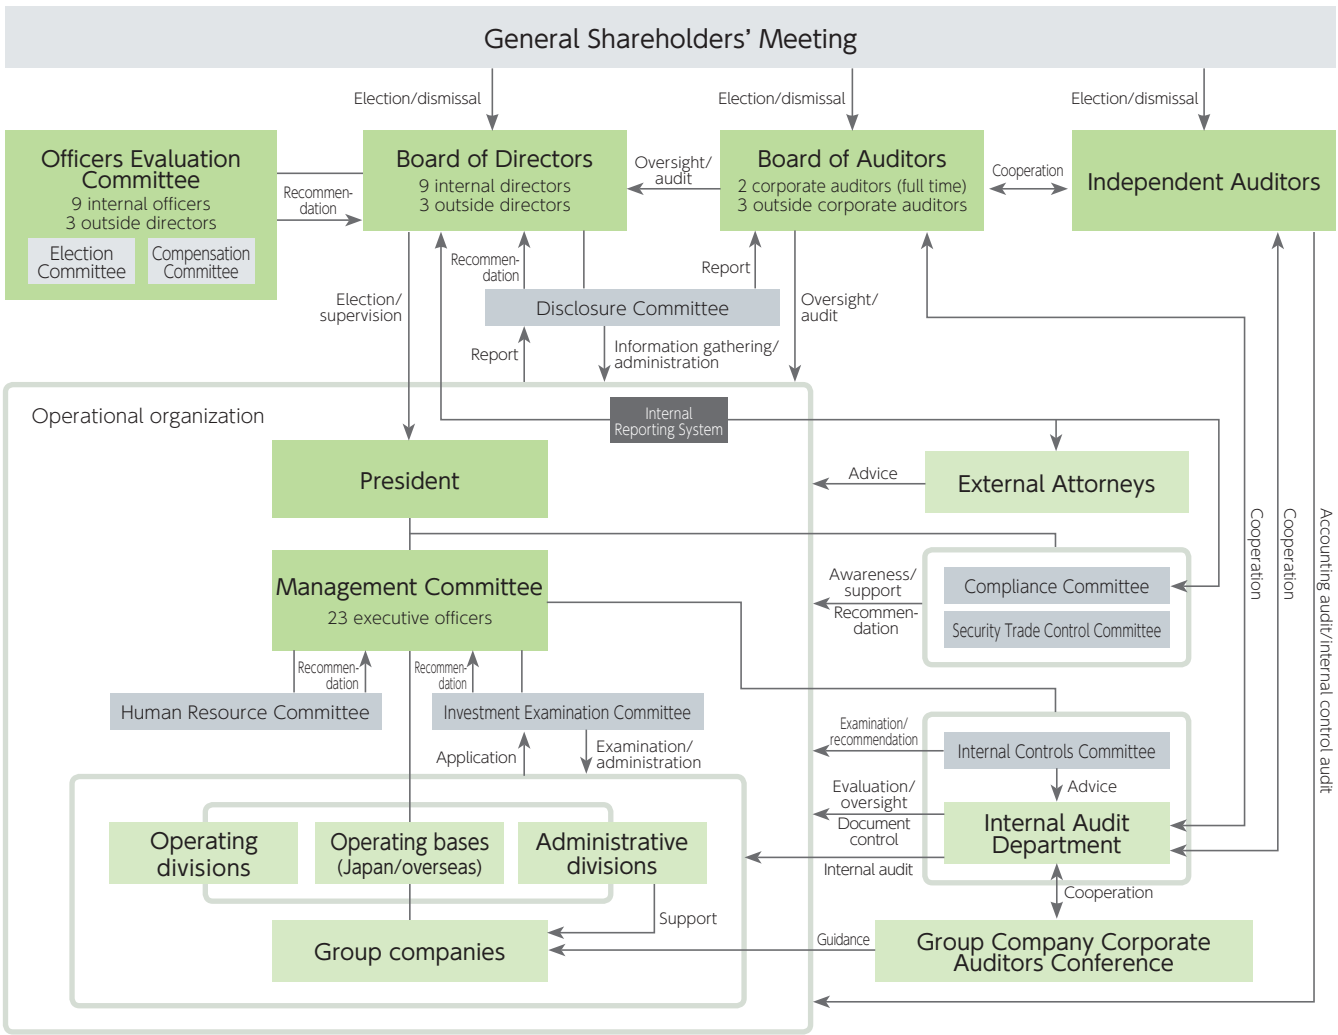 General Shareholders' Meeting
Election/dismissal
Election/dismissal
Election/dismissal
Officers Evaluation
Committee
9 internal officers
3 outside directors
Election
Committee
Compensation
Committee
Recommen-
dation
Board of Directors
9 internal directors
3 outside directors
Oversight/
audit
Board of Auditors
2 corporate auditors (full time)
3 outside corporate auditors
Cooperation
Independent Auditors
Election/
supervision
Recommen-
dation
Report
Disclosure Committee
Oversight/
audit
Report
Information gathering/
administration
Operational organization
Internal
Reporting System
President
Advice
External Attorneys
Cooperation
Cooperation
Accounting audit/internal control audit
Management Committee
23 executive officers
Awareness/
support
Recommen-
dation
Compliance Committee
Security Trade Control Committee
Recommen-
dation
Recommen-
dation
Human Resource Committee
Investment Examination Committee
Application
Examination/
administration
Examination/
recommendation
Internal Controls Committee
Advice
Evaluation/
oversight
Document
control
Internal Audit
Department
Internal audit
Operating
divisions
Operating bases
(Japan/overseas)
Administrative
divisions
Cooperation
Support
Group companies
Guidance
Group Company Corporate
Auditors Conference